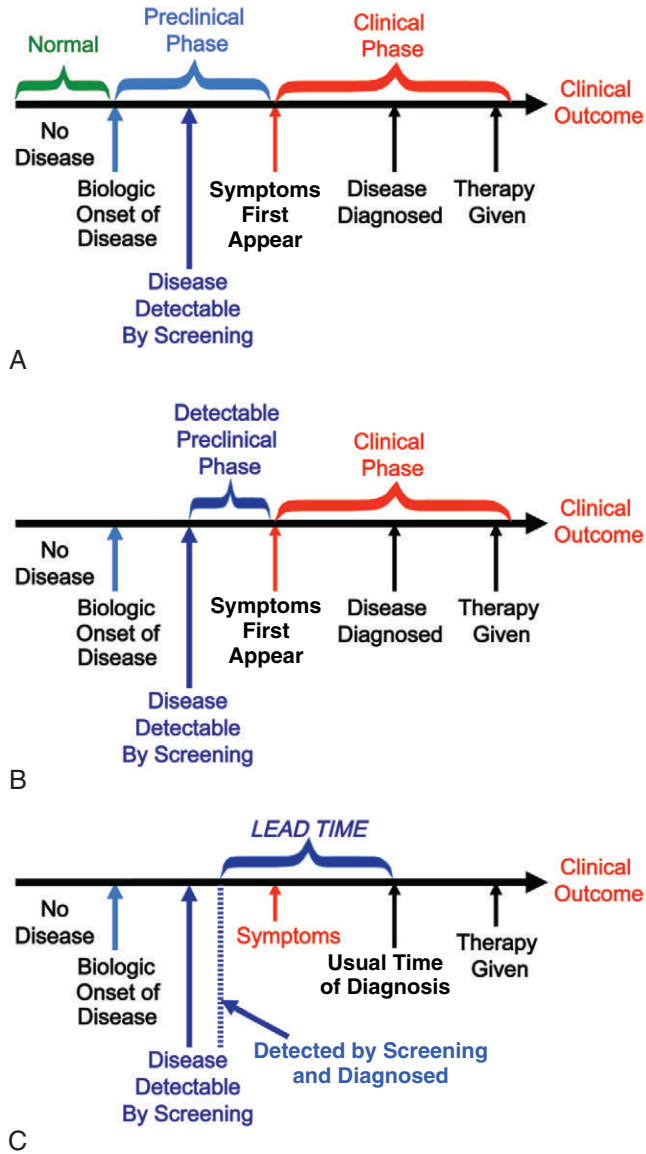 Preclinical
Phase
Normal
Clinical
Phase
Clinical
Outcome
No
Disease
Biologic
Onset of
Disease
Symptoms
First
Appear
Disease
Diagnosed
Therapy
Given
Disease
Detectable
By Screening
A
Detectable
Preclinical
Phase
Clinical
Phase
Clinical
Outcome
No
Disease
Biologic
Onset of
Disease
Symptoms
First
Appear
Disease
Diagnosed
Therapy
Given
Disease
Detectable
By Screening
B
LEAD TIME
Clinical
Outcome
No
Disease
Biologic
Onset of
Disease
Symptoms
Usual Time
of Diagnosis
Therapy
Given
Detected by Screening
and Diagnosed
Disease
Detectable
By Screening
C